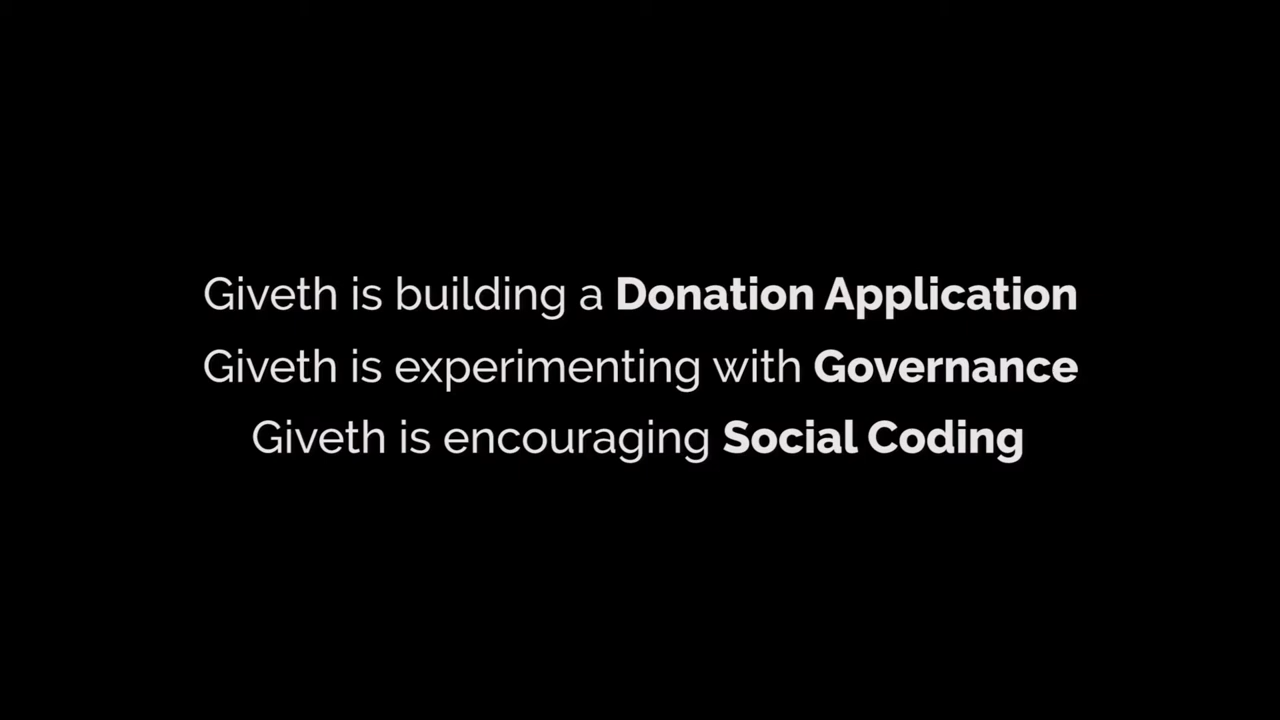 Giveth is building a Donation Application
Giveth is experimenting with Governance
Giveth is encouraging Social Coding